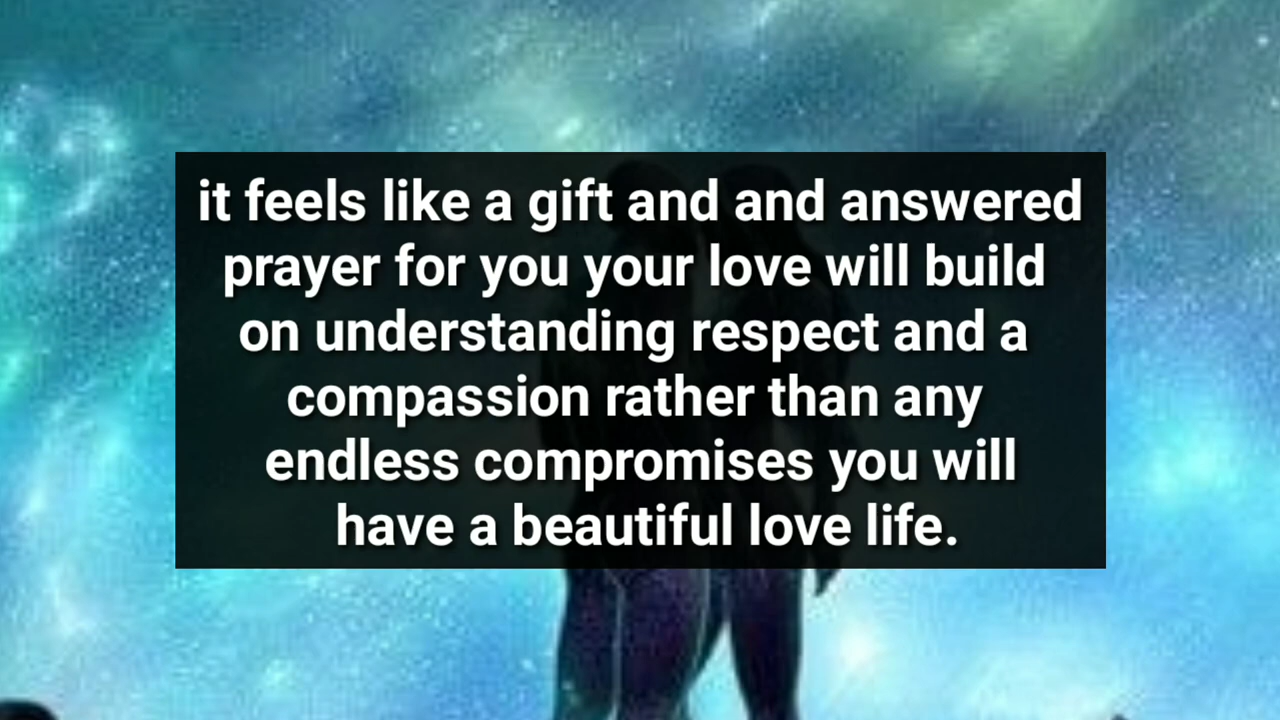 it feels like a gift and and answered
prayer for you your love will build
on understanding respect and a
compassion rather than any
endless compromises you will
have a beautiful love life.